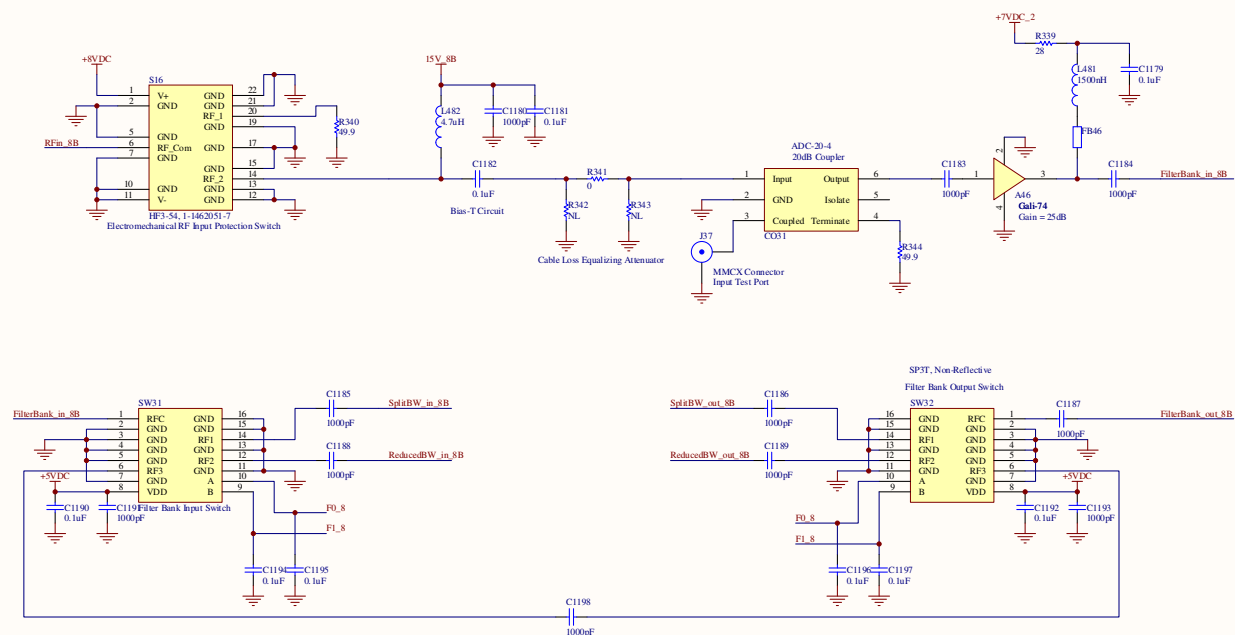 +8VDC
S16
1 V+ GND 22
2 GND GND 21
RF_1 20
GND 19
5 GND
RFin_8B 6 RF_Com GND 17
7 GND
GND 15
RF_2 14
10 GND GND 13
11 V- GND 12
HF3-54, 1-1462051-7
Electromechanical RF Input Protection Switch
R340
49.9
15V_8B
L482
4.7uH
C1180
1000pF
C1181
0.1uF
C1182
0.1uF
Bias-T Circuit
R341
0
R342
NL
R343
NL
Cable Loss Equalizing Attenuator
ADC-20-4
20dB Coupler
1 Input Output 6
2 GND Isolate 5
3 Coupled Terminate 4
CO31
J37
MMCX Connector
Input Test Port
R344
49.9
C1183
1000pF
1 2 3 4
A46
Gali-74
Gain = 25dB
+7VDC_2
R339
28
L481
1500nH
C1179
0.1uF
FB46
C1184
1000pF
FilterBank_in_8B
SW31
FilterBank_in_8B 1 RFC GND 16
2 GND GND 15
3 GND RF1 14
4 GND GND 13
5 GND RF2 12
6 RF3 GND 11
7 GND A 10
8 VDD B 9
Filter Bank Input Switch
+5VDC
C1190
0.1uF
C1191
1000pF
C1185
1000pF
SplitBW_in_8B
C1188
1000pF
ReducedBW_in_8B
F0_8
F1_8
C1194
0.1uF
C1195
0.1uF
SP3T, Non-Reflective
Filter Bank Output Switch
SW32
16 GND RFC 1
15 GND GND 2
14 RF1 GND 3
13 GND GND 4
12 RF2 GND 5
11 GND RF3 6
10 A GND 7
9 B VDD 8
SplitBW_out_8B
C1186
1000pF
ReducedBW_out_8B
C1189
1000pF
C1187
1000pF
FilterBank_out_8B
+5VDC
C1192
0.1uF
C1193
1000pF
F0_8
F1_8
C1196
0.1uF
C1197
0.1uF
C1198
1000pF